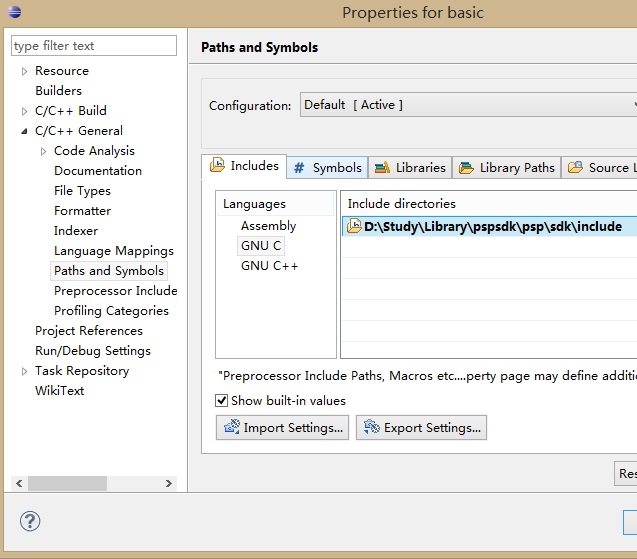 Properties for basic
type filter text
Resource
Builders
C/C++ Build
C/C++ General
Code Analysis
Documentation
File Types
Formatter
Indexer
Language Mappings
Paths and Symbols
Preprocessor Include
Profiling Categories
Project References
Run/Debug Settings
Task Repository
WikiText
Paths and Symbols
Configuration: Default [ Active ]
Includes # Symbols Libraries Library Paths Source L
Languages
Assembly
GNU C
GNU C++
Include directories
D:\Study\Library\pspsdk\psp\sdk\include
"Preprocessor Include Paths, Macros etc....perty page may define additi
Show built-in values
Import Settings... Export Settings...
Res